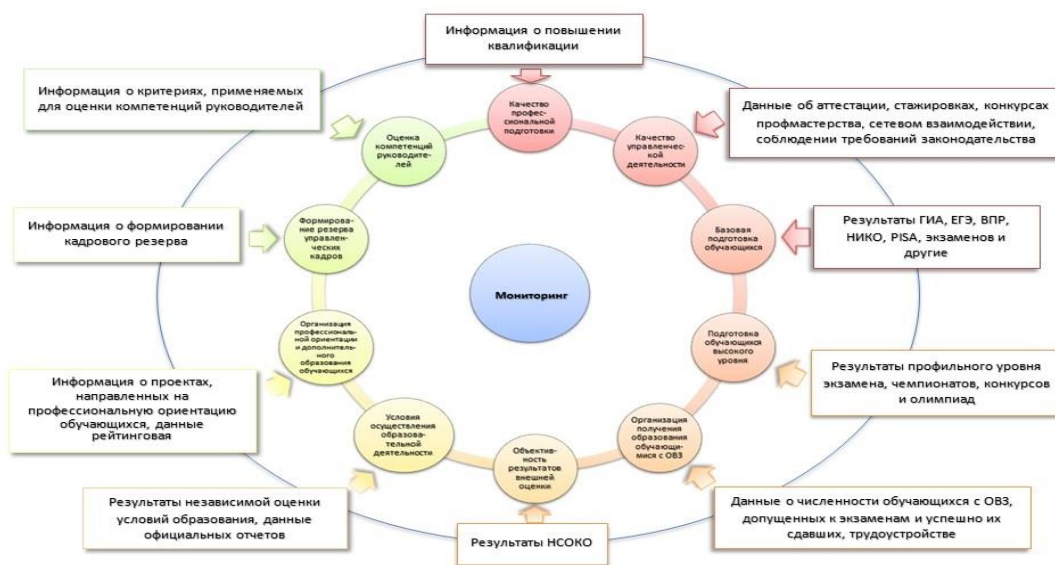 Информация о повышении
квалификации
Информация о критериях, применяемых
для оценки компетенций руководителей
Данные об аттестации, стажировках, конкурсах
профмастерства, сетевом взаимодействии,
соблюдении требований законодательства
Качество
профес-
сиональной
подготовки
Оценка
компетенций
руководите-
лей
Качество
управленчес-
кой
деятельности
Информация о формировании
кадрового резерва
Формирова-
ние резерва
управлен-
ческих
кадров
Базовая
подготовка
обучающихся
Результаты ГИА, ЕГЭ, ВПР,
НИКО, PISA, экзаменов и
другие
Мониторинг
Организация
профессиональ-
ной ориентации
и дополнитель-
ного
образования
обучающихся
Подготовка
обучающихся
высокого
уровня
Информация о проектах,
направленных на
профессиональную ориентацию
обучающихся, данные
рейтинговая
Результаты профильного уровня
экзамена, чемпионатов, конкурсов
и олимпиад
Условия
осуществления
образова-
тельной
деятельности
Организация
получения
образования
обучающи-
мися с ОВЗ
Объектив-
ность
результатов
внешней
оценки
Результаты независимой оценки
условий образования, данные
официальных отчетов
Результаты НСОКО
Данные о численности обучающихся с ОВЗ,
допущенных к экзаменам и успешно их
сдавших, трудоустройстве